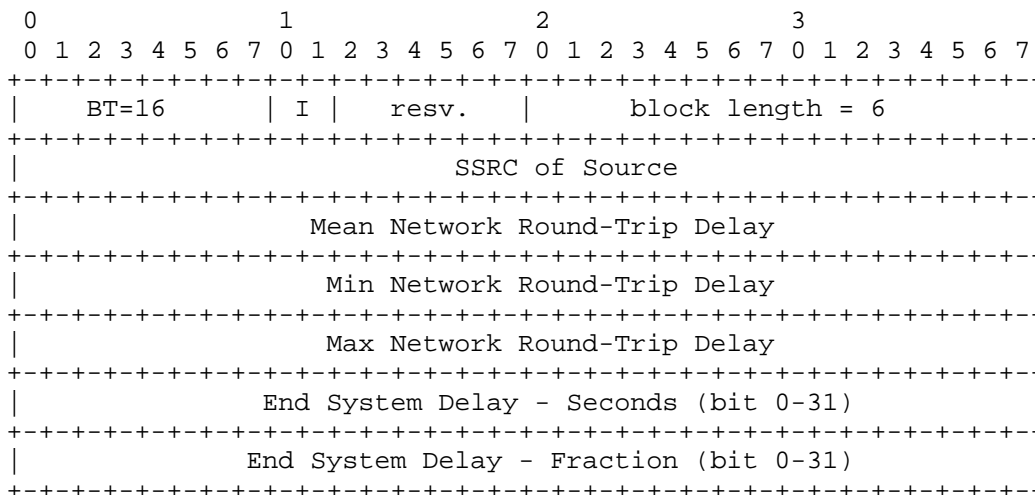 0 1 2 3
0 1 2 3 4 5 6 7 0 1 2 3 4 5 6 7 0 1 2 3 4 5 6 7 0 1 2 3 4 5 6 7
+-+-+-+-+-+-+-+-+-+-+-+-+-+-+-+-+-+-+-+-+-+-+-+-+-+-+-+-+-+-+-+--
| BT=16 | I | resv. | block length = 6
+-+-+-+-+-+-+-+-+-+-+-+-+-+-+-+-+-+-+-+-+-+-+-+-+-+-+-+-+-+-+-+--
| SSRC of Source
+-+-+-+-+-+-+-+-+-+-+-+-+-+-+-+-+-+-+-+-+-+-+-+-+-+-+-+-+-+-+-+--
| Mean Network Round-Trip Delay
+-+-+-+-+-+-+-+-+-+-+-+-+-+-+-+-+-+-+-+-+-+-+-+-+-+-+-+-+-+-+-+--
| Min Network Round-Trip Delay
+-+-+-+-+-+-+-+-+-+-+-+-+-+-+-+-+-+-+-+-+-+-+-+-+-+-+-+-+-+-+-+--
| Max Network Round-Trip Delay
+-+-+-+-+-+-+-+-+-+-+-+-+-+-+-+-+-+-+-+-+-+-+-+-+-+-+-+-+-+-+-+--
| End System Delay - Seconds (bit 0-31)
+-+-+-+-+-+-+-+-+-+-+-+-+-+-+-+-+-+-+-+-+-+-+-+-+-+-+-+-+-+-+-+--
| End System Delay - Fraction (bit 0-31)
+-+-+-+-+-+-+-+-+-+-+-+-+-+-+-+-+-+-+-+-+-+-+-+-+-+-+-+-+-+-+-+--